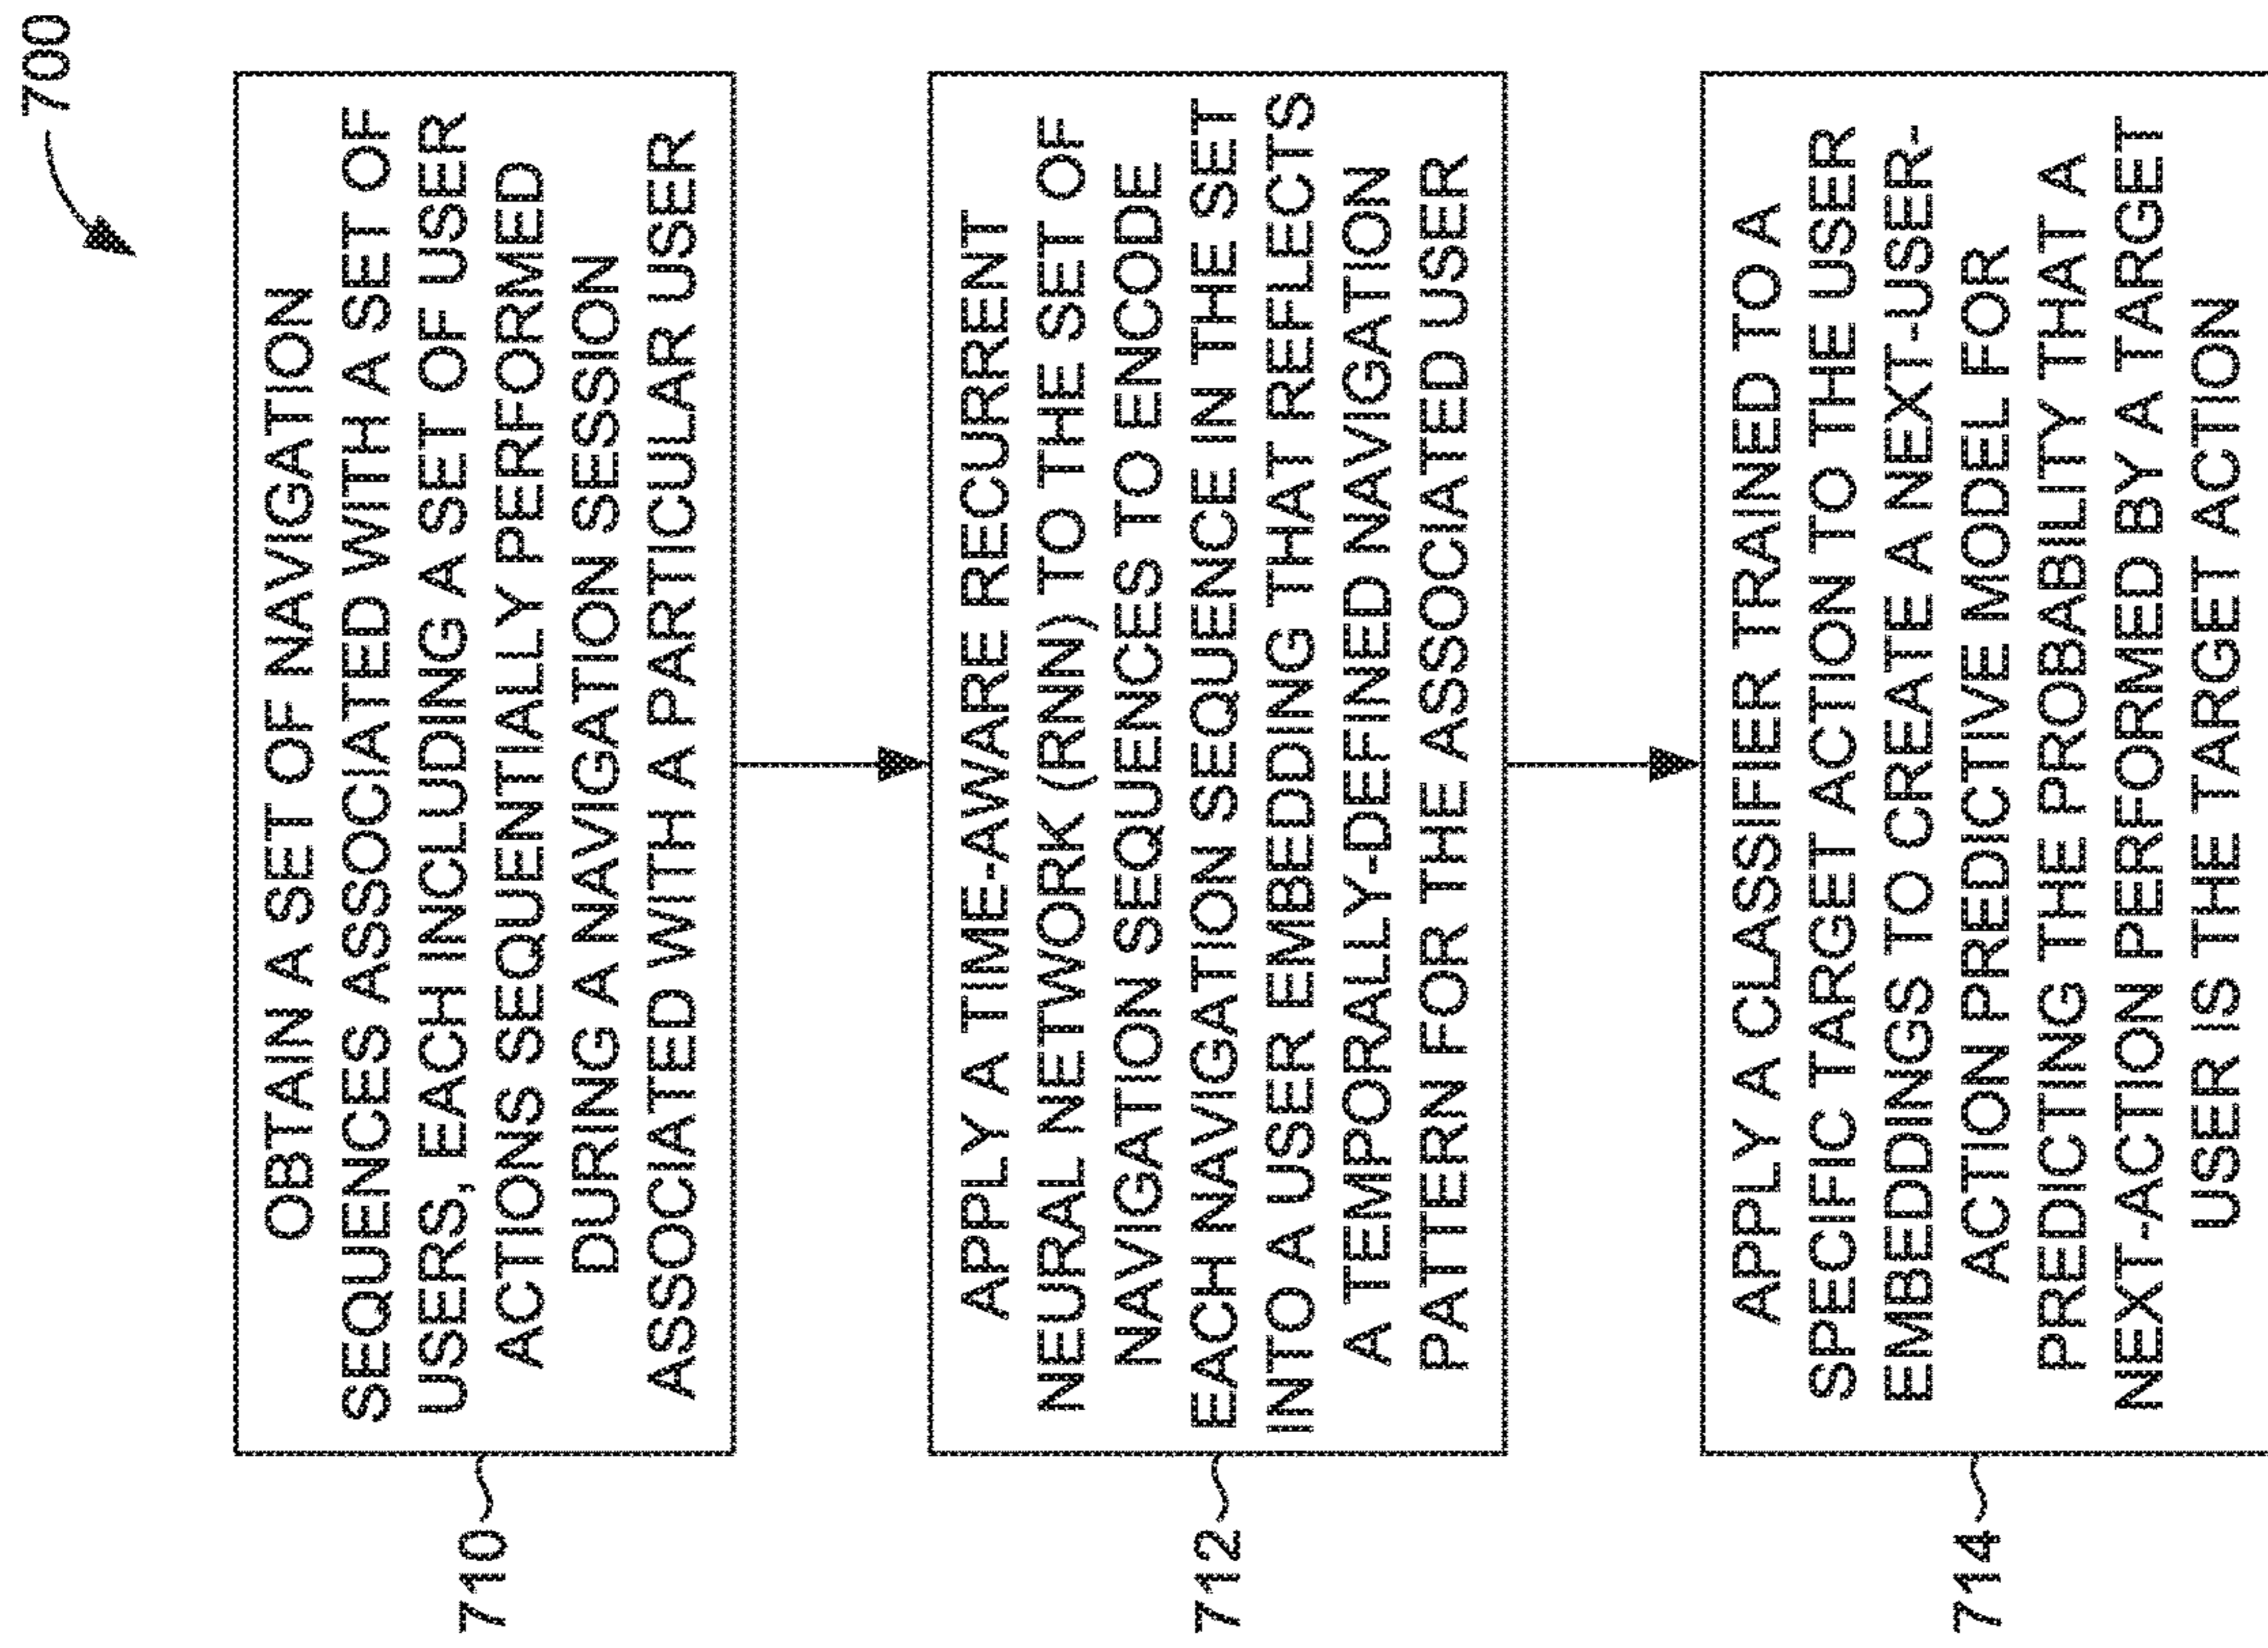 700
710
OBTAIN A SET OF NAVIGATION
SEQUENCES ASSOCIATED WITH A SET OF
USERS, EACH INCLUDING A SET OF USER
ACTIONS SEQUENTIALLY PERFORMED
DURING A NAVIGATION SESSION
ASSOCIATED WITH A PARTICULAR USER
712
APPLY A TIME-AWARE RECURRENT
NEURAL NETWORK (RNN) TO THE SET OF
NAVIGATION SEQUENCES TO ENCODE
EACH NAVIGATION SEQUENCE IN THE SET
INTO A USER EMBEDDING THAT REFLECTS
A TEMPORALLY-DEFINED NAVIGATION
PATTERN FOR THE ASSOCIATED USER
714
APPLY A CLASSIFIER TRAINED TO A
SPECIFIC TARGET ACTION TO THE USER
EMBEDDINGS TO CREATE A NEXT-USER-
ACTION PREDICTIVE MODEL FOR
PREDICTING THE PROBABILITY THAT A
NEXT-ACTION PERFORMED BY A TARGET
USER IS THE TARGET ACTION